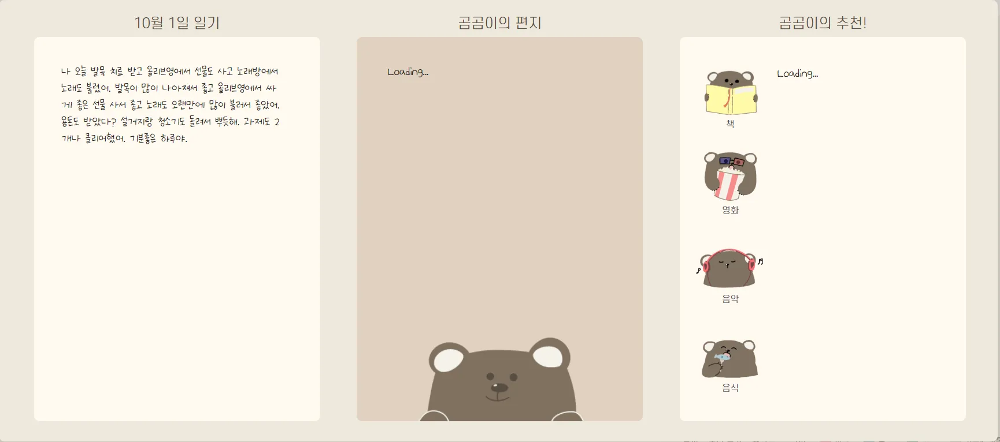 10월 1일 일기
나 오늘 발목 치료 받고 올리브영에서 선물도 사고 노래방에서
노래도 불렀어. 발목이 많이 나아져서 좋고 올리브영에서 싸
게 좋은 선물 사서 좋고 노래도 오랜만에 많이 불러서 좋았어.
용돈도 받았다? 설거지랑 청소기도 돌려서 뿌듯해. 과제도 2
개나 클리어했어. 기분좋은 하루야.
곰곰이의 편지
Loading...
곰곰이의 추천!
Loading...
책
영화
음악
음식